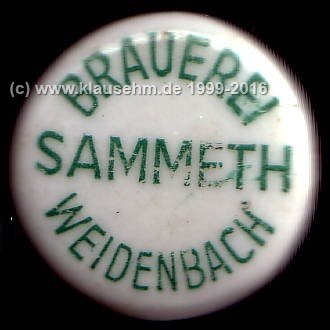 BRAUEREI
(c) www.klausehm.de 1999-2016
SAMMETH
WEIDENBACH